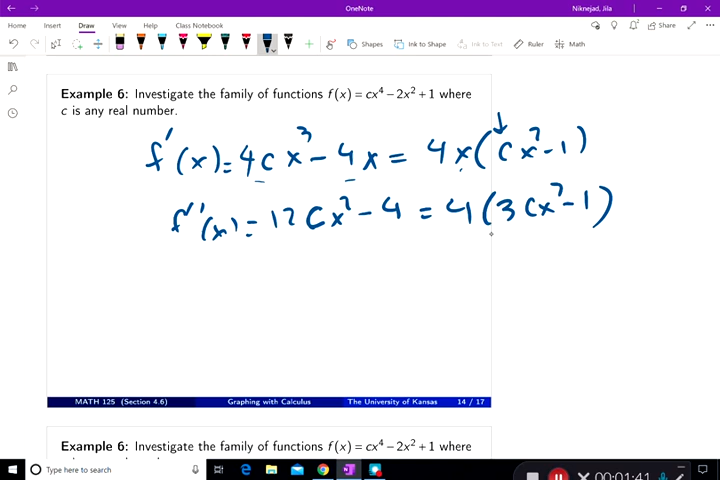 OneNote
Niknejad, Jila
Home Insert Draw View Help Class Notebook
Share
Shapes Ink to Shape Ink to Text Ruler Math
Example 6: Investigate the family of functions f(x) = cx⁴ − 2x² + 1 where
c is any real number.
f'(x) = 4cx³ − 4x = 4x(cx² − 1)
f''(x) = 12cx² − 4 = 4(3cx² − 1)
MATH 125 (Section 4.6) Graphing with Calculus The University of Kansas 14 / 17
Example 6: Investigate the family of functions f(x) = cx⁴ − 2x² + 1 where
Type here to search
00:01:41